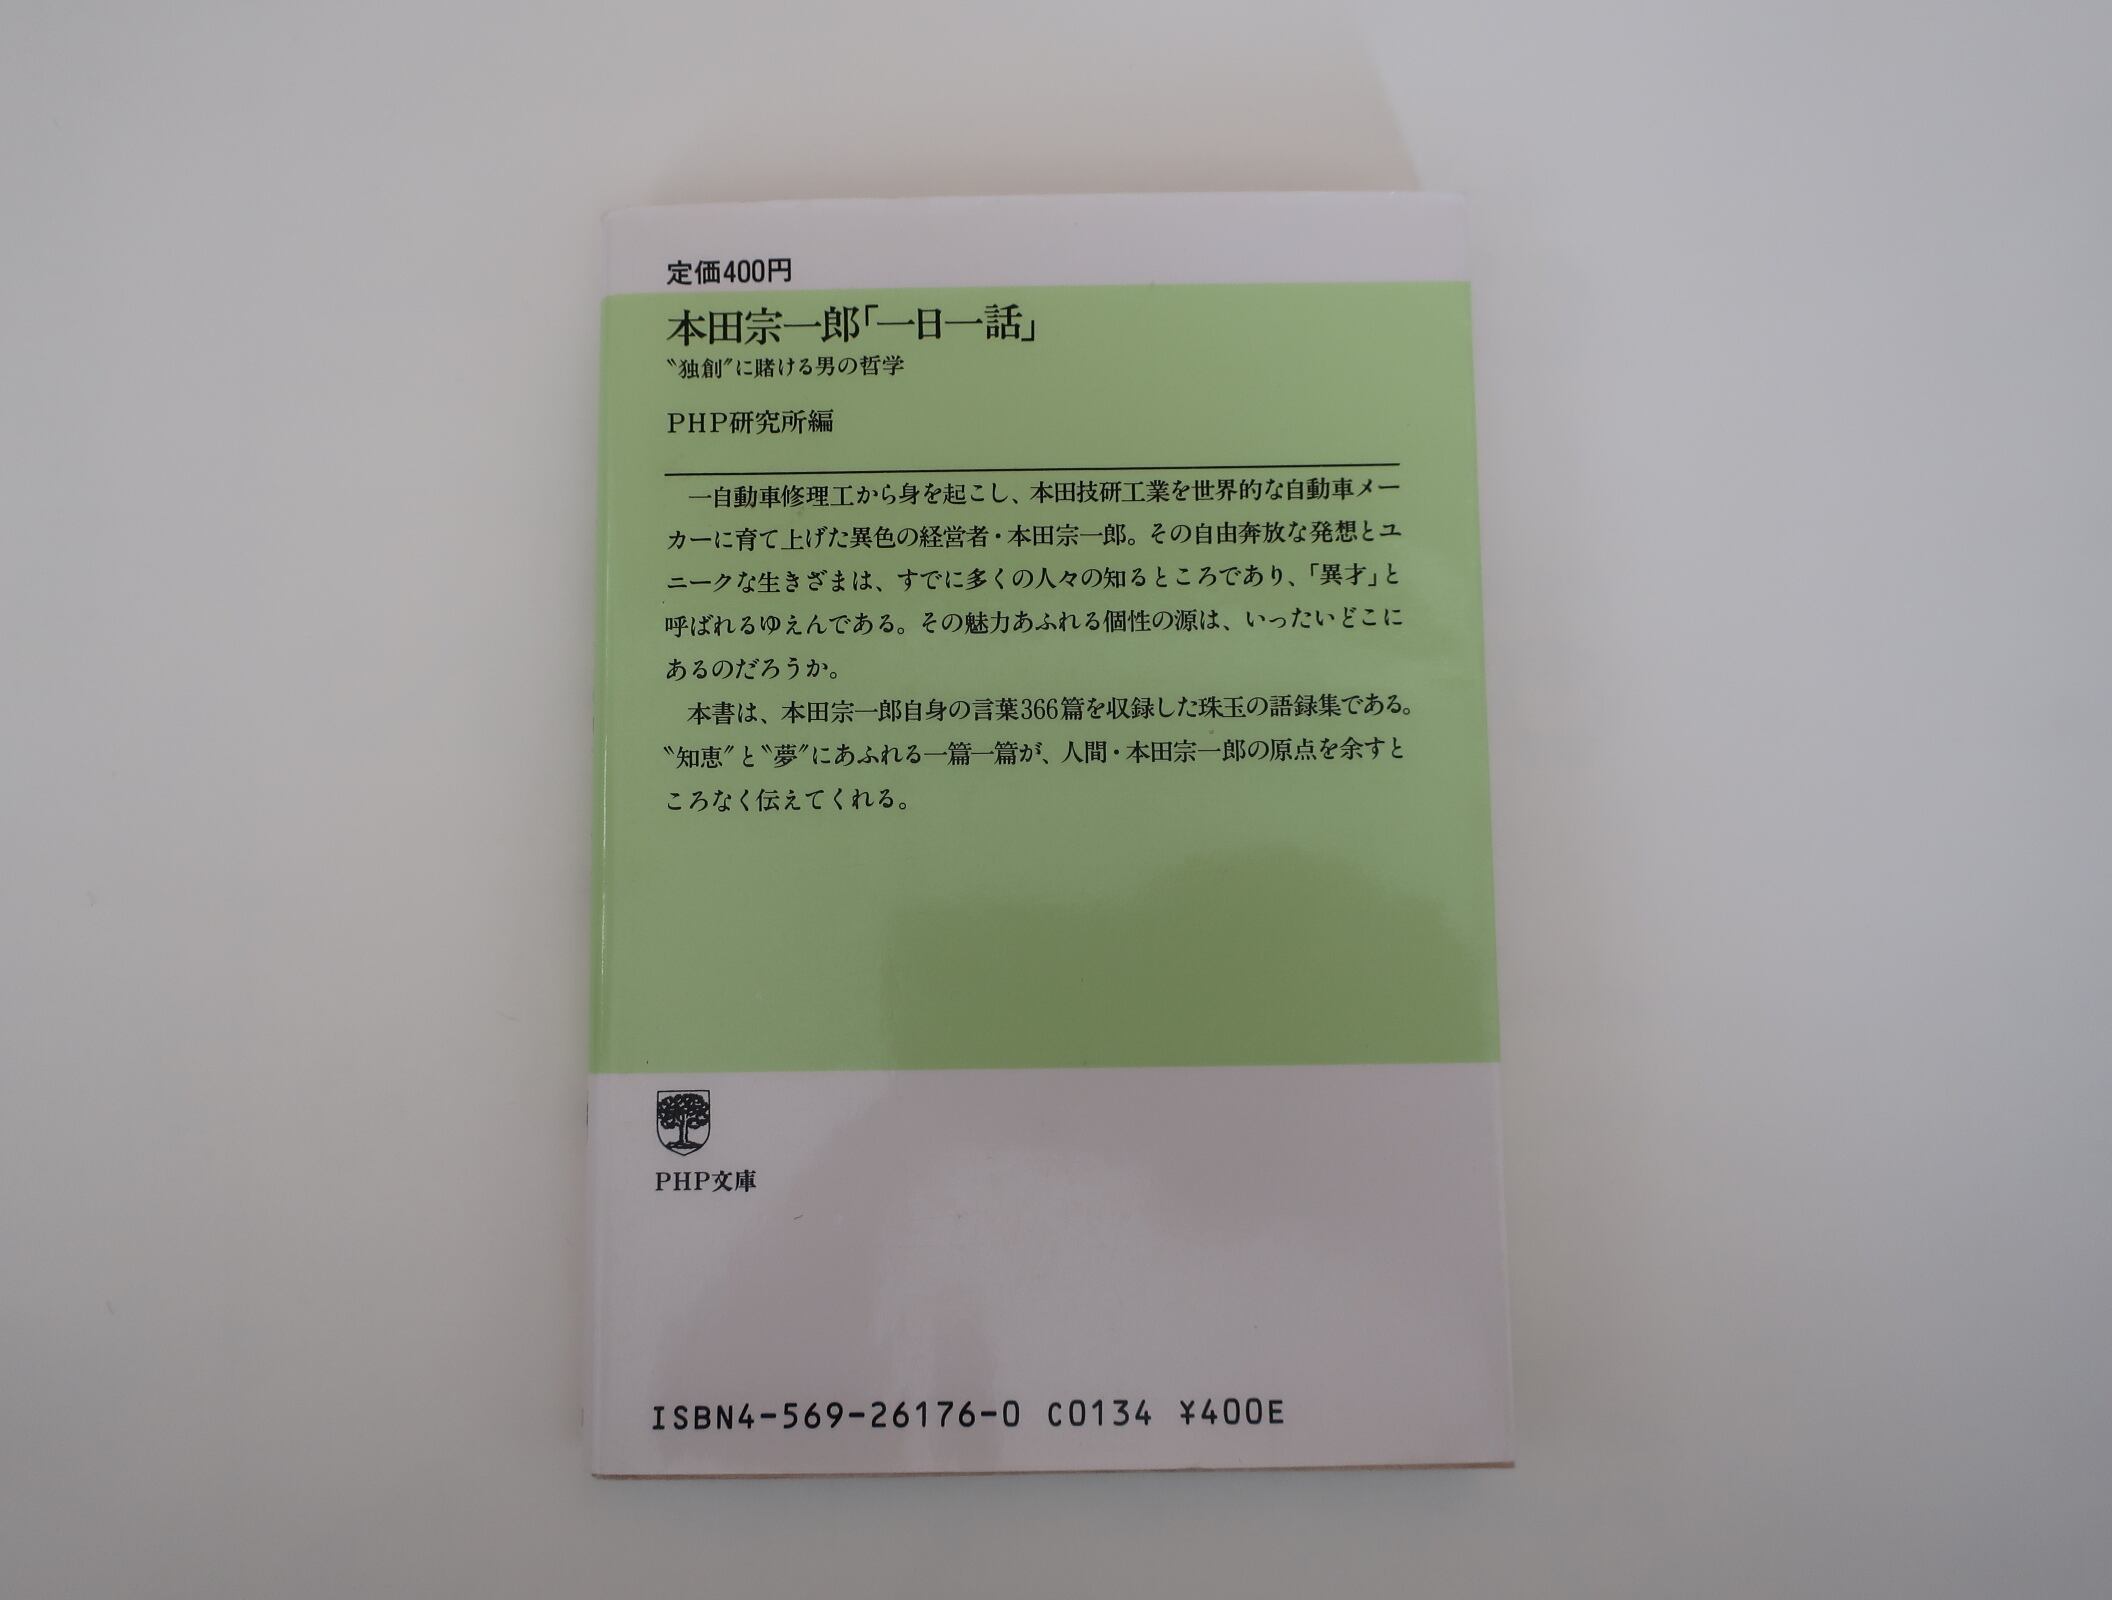 定価400円
本田宗一郎「一日一話」
〝独創〟に賭ける男の哲学
PHP研究所編
一自動車修理工から身を起こし、本田技研工業を世界的な自動車メー
カーに育て上げた異色の経営者・本田宗一郎。その自由奔放な発想とユ
ニークな生きざまは、すでに多くの人々の知るところであり、「異才」と
呼ばれるゆえんである。その魅力あふれる個性の源は、いったいどこに
あるのだろうか。
本書は、本田宗一郎自身の言葉366篇を収録した珠玉の語録集である。
〝知恵〟と〝夢〟にあふれる一篇一篇が、人間・本田宗一郎の原点を余すと
ころなく伝えてくれる。
PHP文庫
ISBN4-569-26176-0 C0134 ¥400E